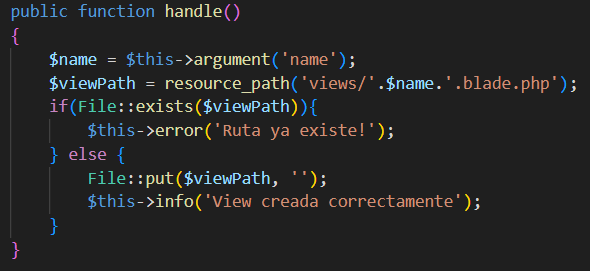 public function handle()
{
    $name = $this->argument('name');
    $viewPath = resource_path('views/'.$name.'.blade.php');
    if(File::exists($viewPath)){
        $this->error('Ruta ya existe!');
    } else {
        File::put($viewPath, '');
        $this->info('View creada correctamente');
    }
}